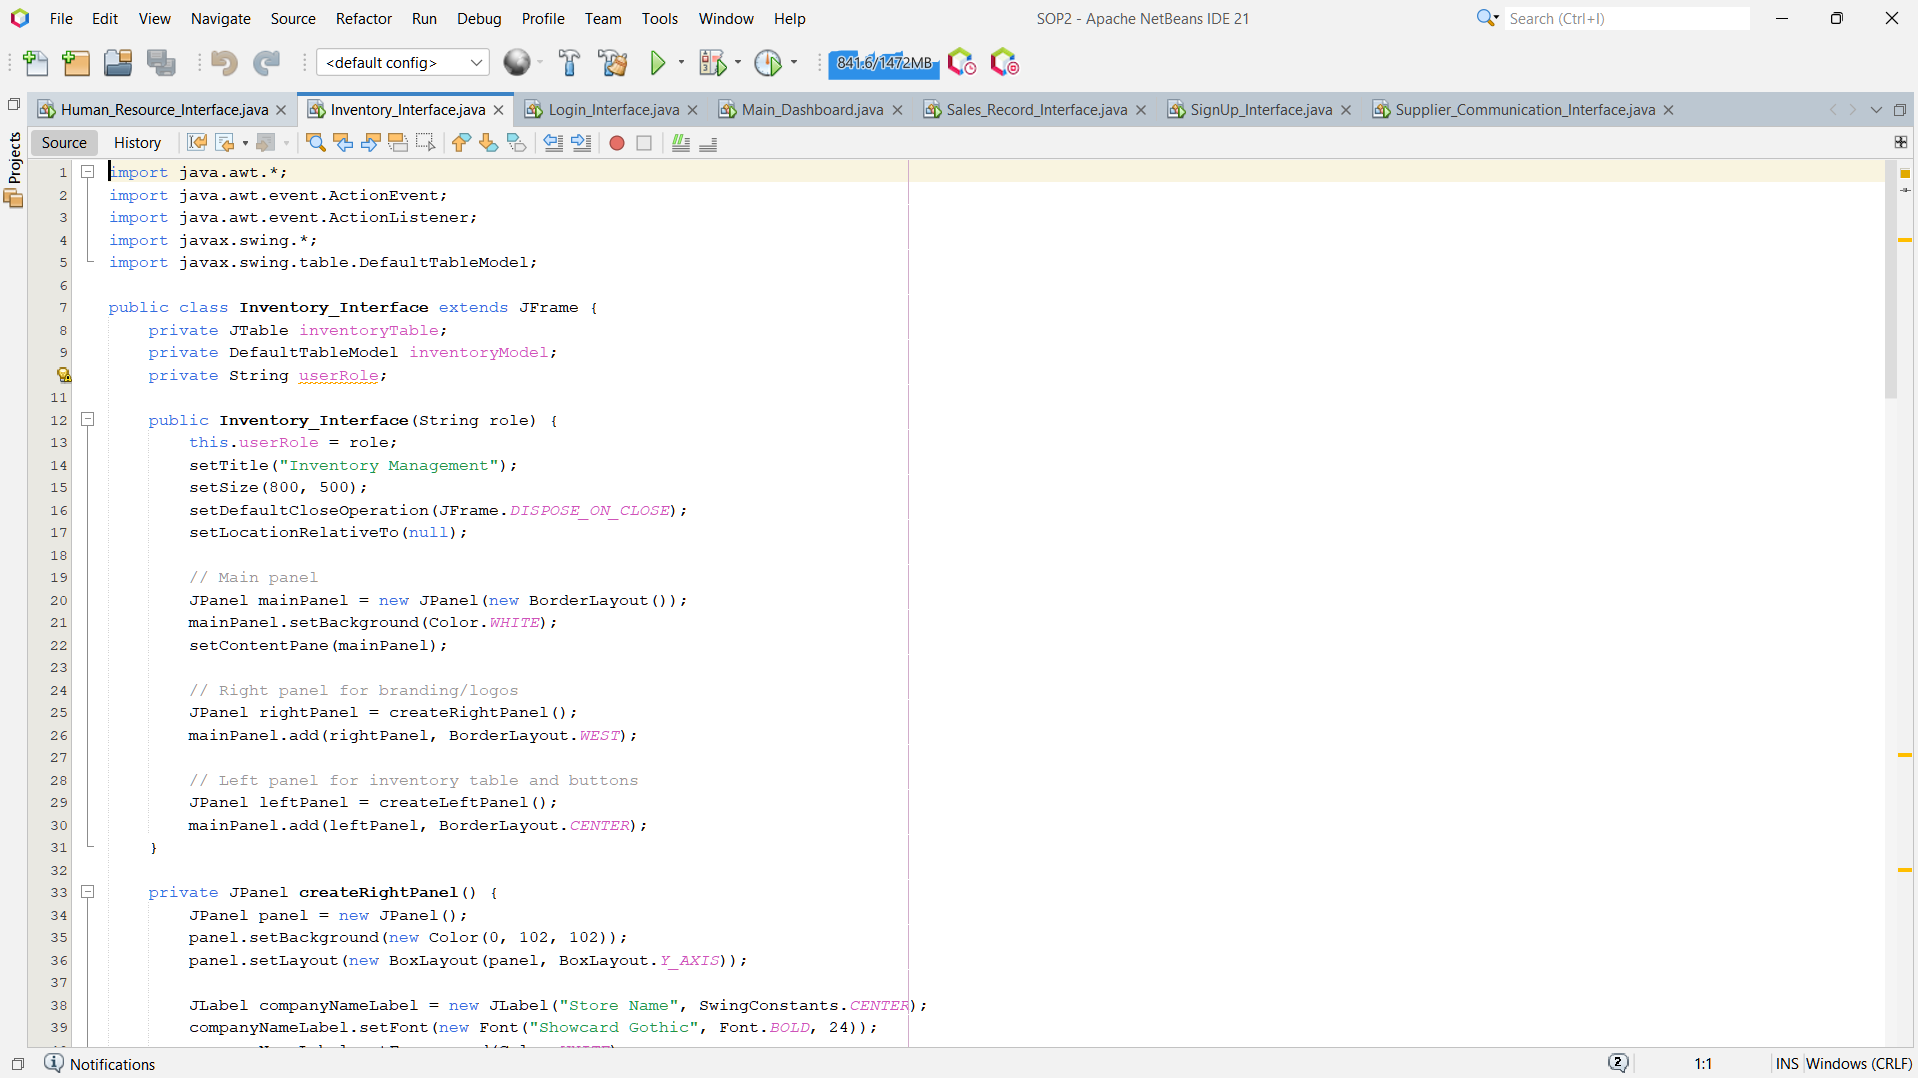 File Edit View Navigate Source Refactor Run Debug Profile Team Tools Window Help
SOP2 - Apache NetBeans IDE 21
Search (Ctrl+I)
<default config>
841.6/1472MB
Human_Resource_Interface.java
Inventory_Interface.java
Login_Interface.java
Main_Dashboard.java
Sales_Record_Interface.java
SignUp_Interface.java
Supplier_Communication_Interface.java
Projects
Source History
1 import java.awt.*;
2 import java.awt.event.ActionEvent;
3 import java.awt.event.ActionListener;
4 import javax.swing.*;
5 import javax.swing.table.DefaultTableModel;
6
7 public class Inventory_Interface extends JFrame {
8 private JTable inventoryTable;
9 private DefaultTableModel inventoryModel;
private String userRole;
11
12 public Inventory_Interface(String role) {
13 this.userRole = role;
14 setTitle("Inventory Management");
15 setSize(800, 500);
16 setDefaultCloseOperation(JFrame.DISPOSE_ON_CLOSE);
17 setLocationRelativeTo(null);
18
19 // Main panel
20 JPanel mainPanel = new JPanel(new BorderLayout());
21 mainPanel.setBackground(Color.WHITE);
22 setContentPane(mainPanel);
23
24 // Right panel for branding/logos
25 JPanel rightPanel = createRightPanel();
26 mainPanel.add(rightPanel, BorderLayout.WEST);
27
28 // Left panel for inventory table and buttons
29 JPanel leftPanel = createLeftPanel();
30 mainPanel.add(leftPanel, BorderLayout.CENTER);
31 }
32
33 private JPanel createRightPanel() {
34 JPanel panel = new JPanel();
35 panel.setBackground(new Color(0, 102, 102));
36 panel.setLayout(new BoxLayout(panel, BoxLayout.Y_AXIS));
37
38 JLabel companyNameLabel = new JLabel("Store Name", SwingConstants.CENTER);
39 companyNameLabel.setFont(new Font("Showcard Gothic", Font.BOLD, 24));
Notifications
2
1:1
INS
Windows (CRLF)